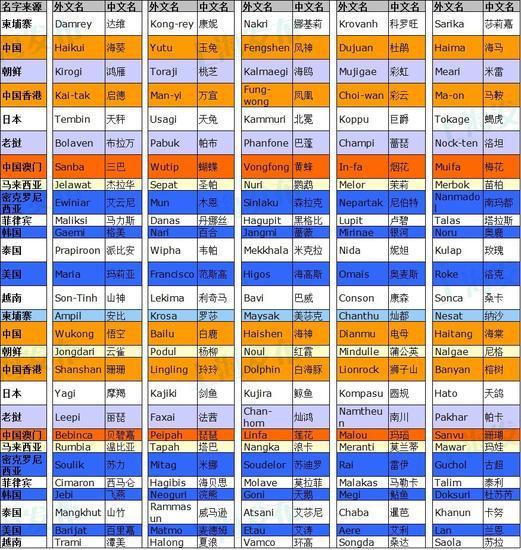 名字来源 外文名 中文名 外文名 中文名 外文名 中文名 外文名 中文名 外文名 中文名
柬埔寨 Damrey 达维 Kong-rey 康妮 Nakri 娜基莉 Krovanh 科罗旺 Sarika 莎莉嘉
中国 Haikui 海葵 Yutu 玉兔 Fengshen 风神 Dujuan 杜鹃 Haima 海马
朝鲜 Kirogi 鸿雁 Toraji 桃芝 Kalmaegi 海鸥 Mujigae 彩虹 Meari 米雷
中国香港 Kai-tak 启德 Man-yi 万宜 Fung-wong 凤凰 Choi-wan 彩云 Ma-on 马鞍
日本 Tembin 天秤 Usagi 天兔 Kammuri 北冕 Koppu 巨爵 Tokage 蝎虎
老挝 Bolaven 布拉万 Pabuk 帕布 Phanfone 巴蓬 Champi 蔷琵 Nock-ten 洛坦
中国澳门 Sanba 三巴 Wutip 蝴蝶 Vongfong 黄蜂 In-fa 烟花 Muifa 梅花
马来西亚 Jelawat 杰拉华 Sepat 圣帕 Nuri 鹦鹉 Melor 茉莉 Merbok 苗柏
密克罗尼西亚 Ewiniar 艾云尼 Mun 木恩 Sinlaku 森拉克 Nepartak 尼伯特 Nanmadol 南玛都
菲律宾 Maliksi 马力斯 Danas 丹娜丝 Hagupit 黑格比 Lupit 卢碧 Talas 塔拉斯
韩国 Gaemi 格美 Nari 百合 Jangmi 蔷薇 Mirinae 银河 Noru 奥鹿
泰国 Prapiroon 派比安 Wipha 韦帕 Mekkhala 米克拉 Nida 妮妲 Kulap 玫瑰
美国 Maria 玛莉亚 Francisco 范斯高 Higos 海高斯 Omais 奥麦斯 Roke 洛克
越南 Son-Tinh 山神 Lekima 利奇马 Bavi 巴威 Conson 康森 Sonca 桑卡
柬埔寨 Ampil 安比 Krosa 罗莎 Maysak 美莎克 Chanthu 灿都 Nesat 纳沙
中国 Wukong 悟空 Bailu 白鹿 Haishen 海神 Dianmu 电母 Haitang 海棠
朝鲜 Jongdari 云雀 Podul 杨柳 Noul 红霞 Mindulle 蒲公英 Nalgae 尼格
中国香港 Shanshan 珊珊 Lingling 玲玲 Dolphin 白海豚 Lionrock 狮子山 Banyan 榕树
日本 Yagi 摩羯 Kajiki 剑鱼 Kujira 鲸鱼 Kompasu 圆规 Hato 天鸽
老挝 Leepi 丽琵 Faxai 法茜 Chan-hom 灿鸿 Namtheun 南川 Pakhar 帕卡
中国澳门 Bebinca 贝碧嘉 Peipah 琵琶 Linfa 莲花 Malou 玛瑙 Sanvu 珊瑚
马来西亚 Rumbia 温比亚 Tapah 塔巴 Nangka 浪卡 Meranti 莫兰蒂 Mawar 玛娃
密克罗尼西亚 Soulik 苏力 Mitag 米娜 Soudelor 苏迪罗 Rai 雷伊 Guchol 古超
菲律宾 Cimaron 西马仑 Hagibis 海贝思 Molave 莫拉菲 Malakas 马勒卡 Talim 泰利
韩国 Jebi 飞燕 Neoguri 浣熊 Goni 天鹅 Megi 鲇鱼 Doksuri 杜苏芮
泰国 Mangkhut 山竹 Rammasun 威马逊 Atsani 艾莎尼 Chaba 暹芭 Khanun 卡努
美国 Barijat 百里嘉 Matmo 麦德姆 Etau 艾涛 Aere 艾利 Lan 兰恩
越南 Trami 潭美 Halong 夏浪 Vamco 环高 Songda 桑达 Saola 苏拉